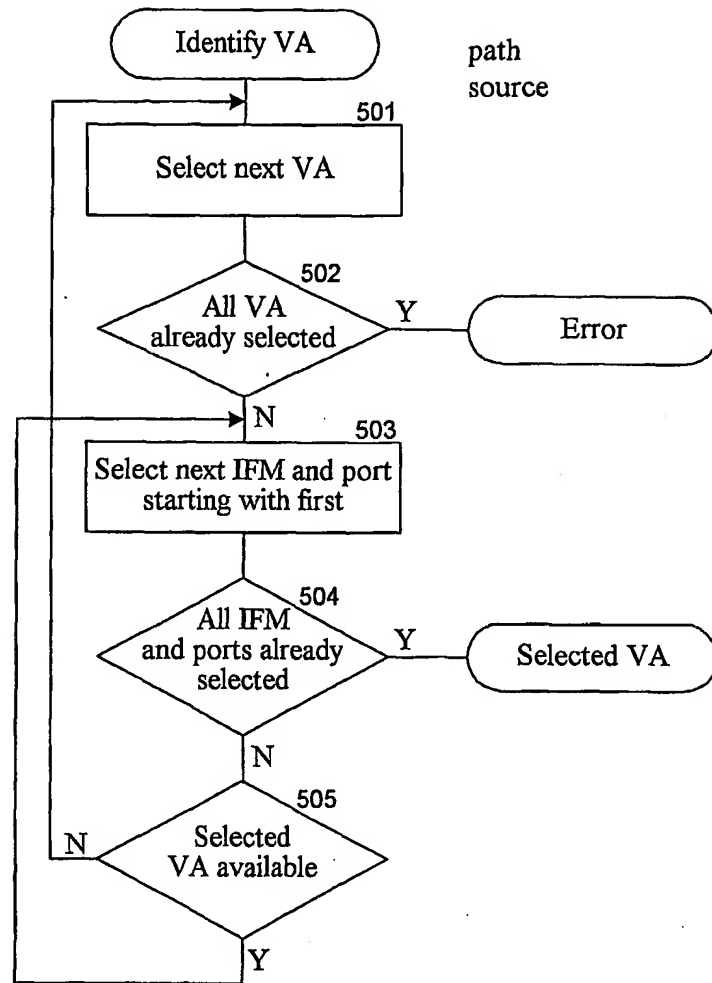 Identify VA
path
source
501
Select next VA
502
All VA
already selected
Y
Error
N
503
Select next IFM and port
starting with first
504
All IFM
and ports already
selected
Y
Selected VA
N
505
Selected
VA available
N
Y